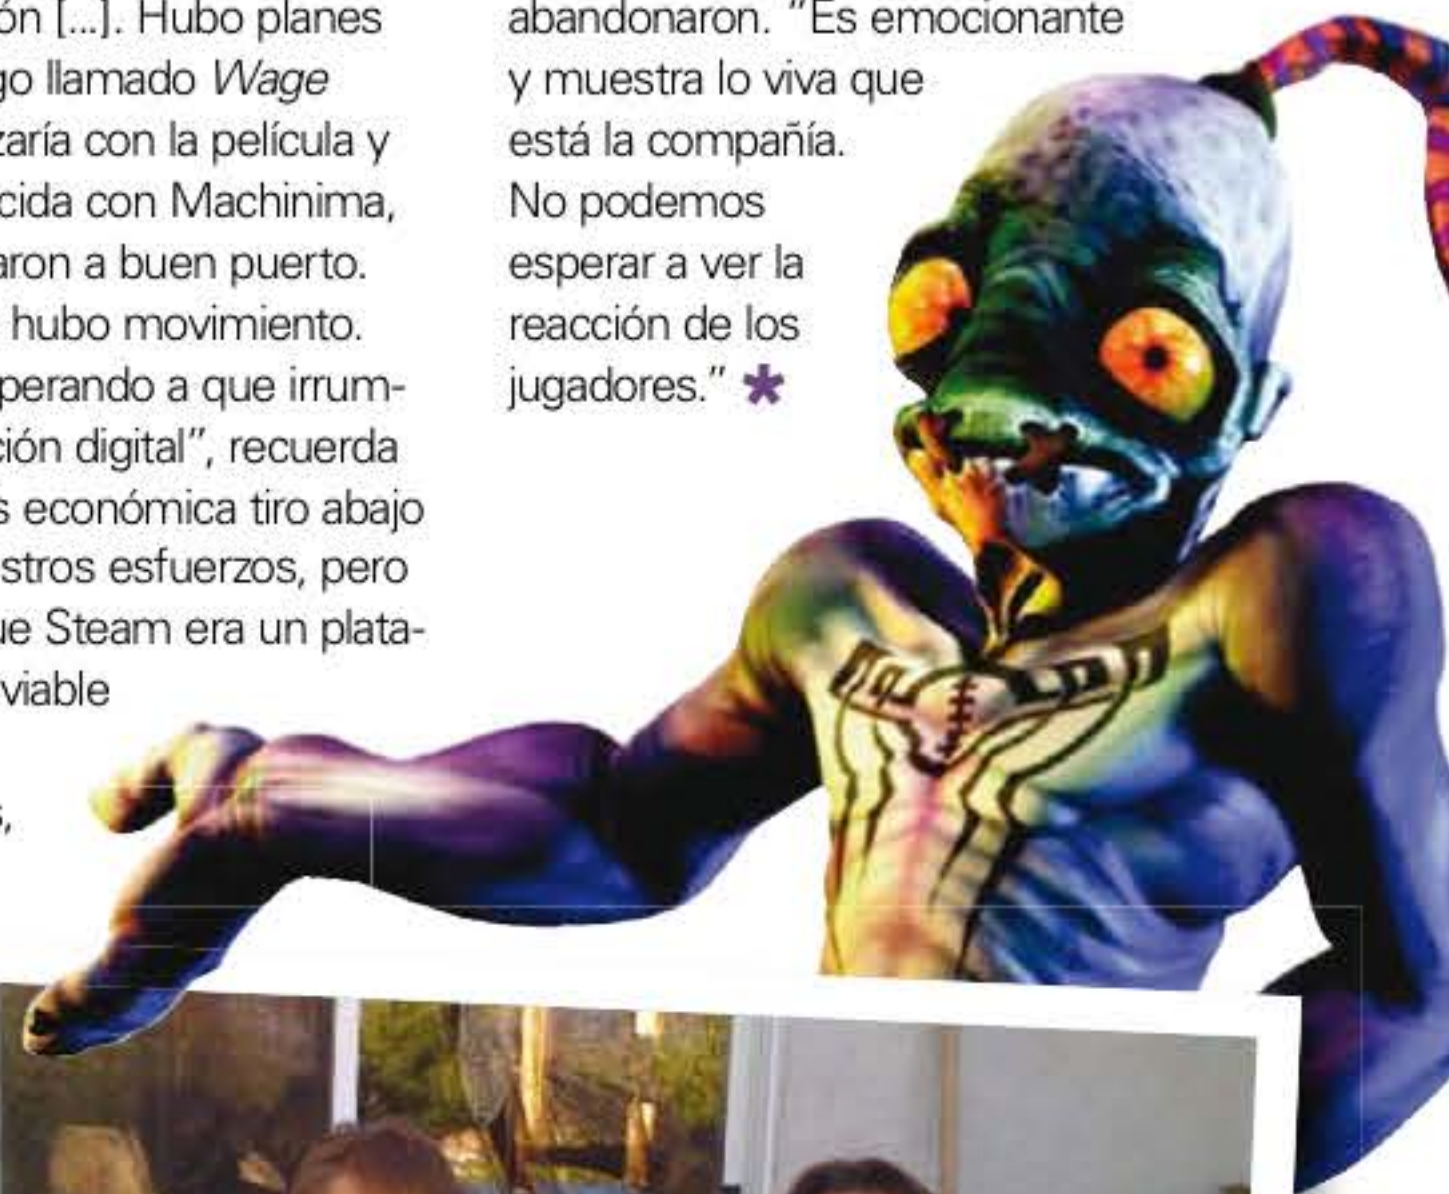 ón [...]. Hubo planes
go llamado Wage
zaría con la película y
cida con Machinima,
aron a buen puerto.
hubo movimiento.
perando a que irrum-
ción digital”, recuerda
s económica tiro abajo
stros esfuerzos, pero
ue Steam era un plata-
viable
s,
abandonaron. “Es emocionante
y muestra lo viva que
está la compañía.
No podemos
esperar a ver la
reacción de los
jugadores.” *